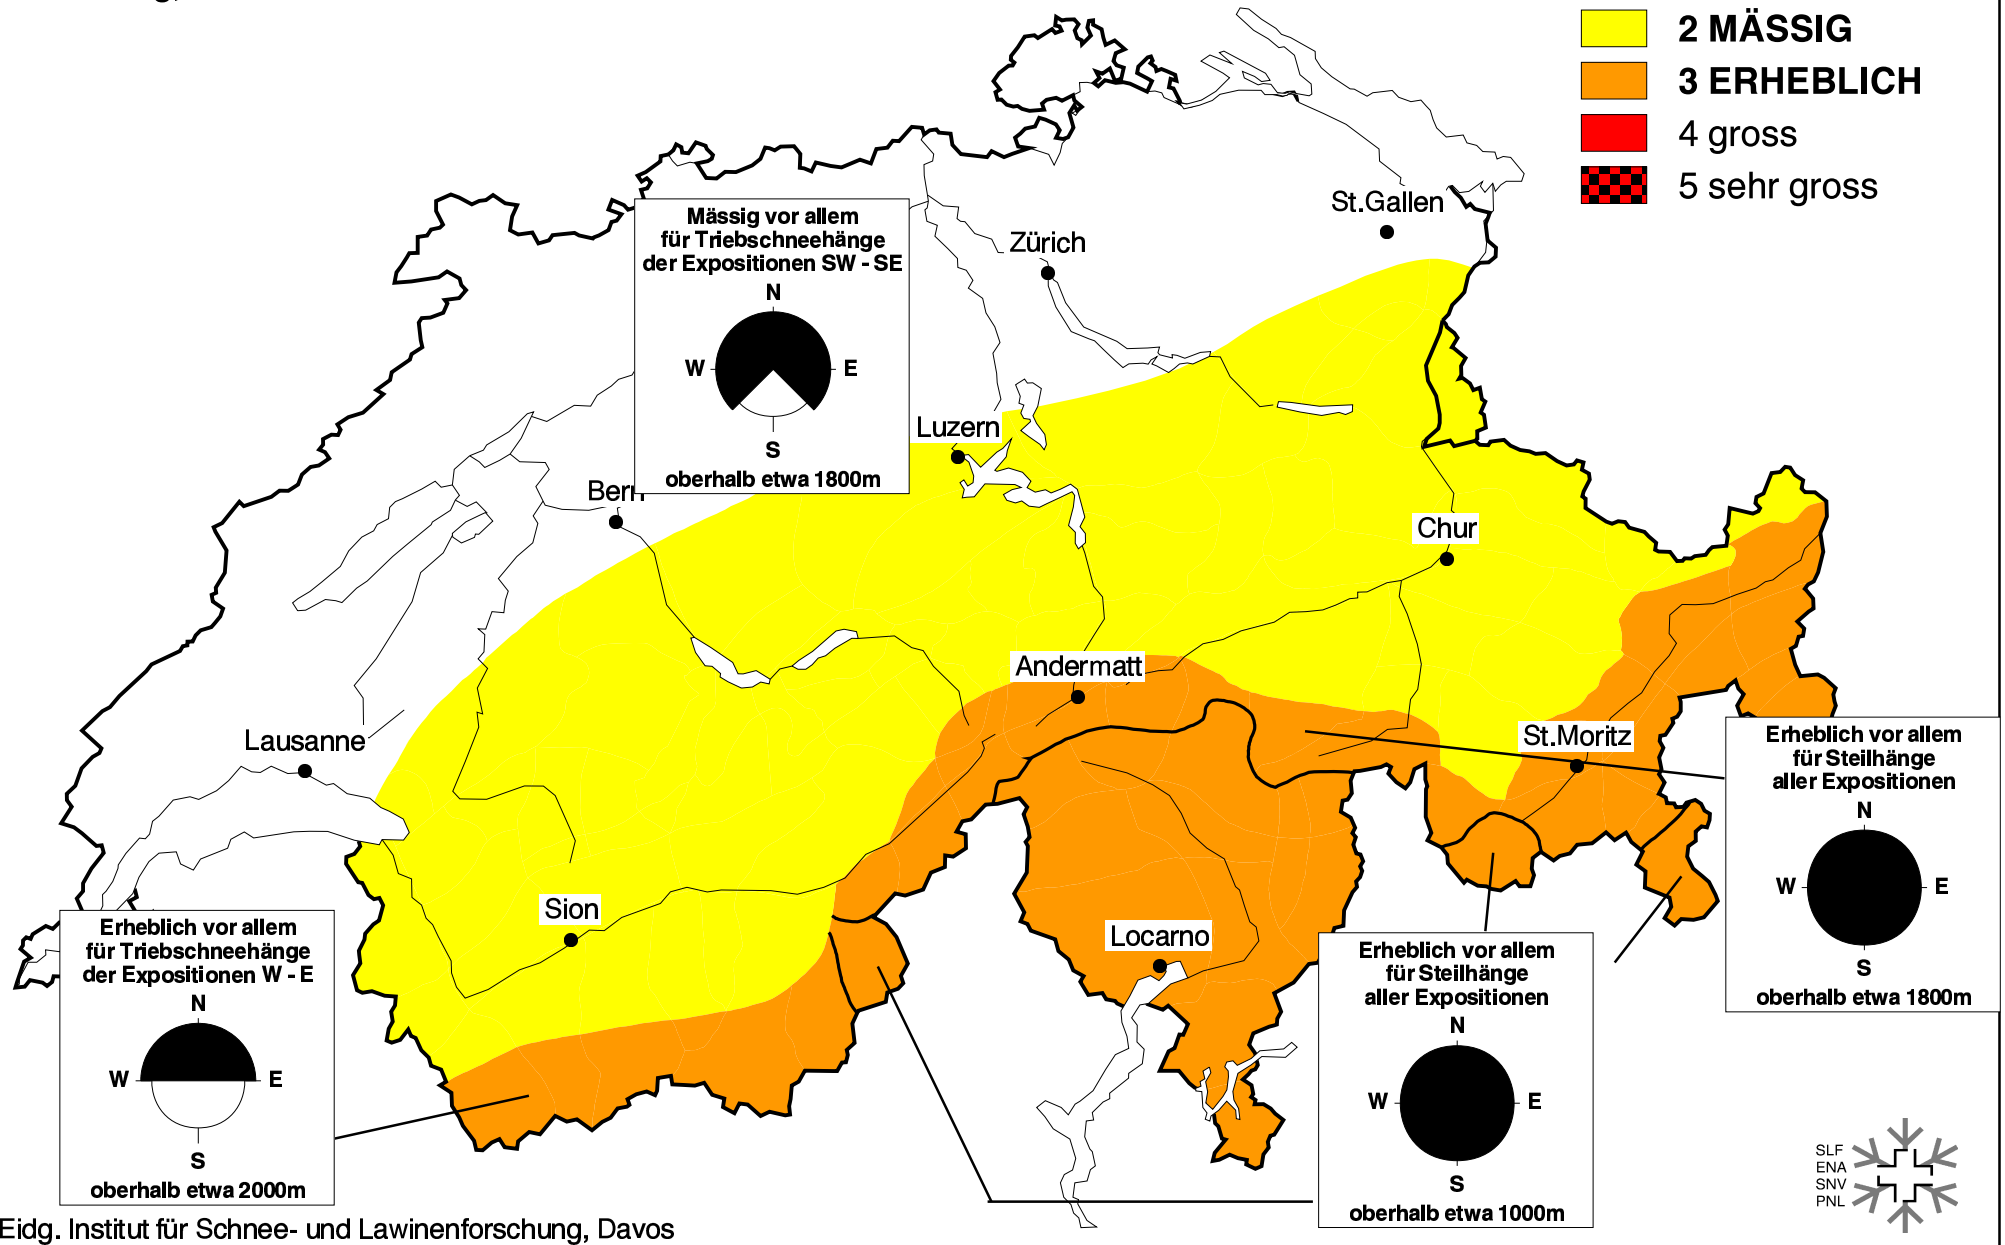 2 MÄSSIG
3 ERHEBLICH
4 gross
5 sehr gross
St.Gallen
Zürich
Mässig vor allem
für Triebschneehänge
der Expositionen SW - SE
N
W E
S
oberhalb etwa 1800m
Luzern
Bern
Chur
Andermatt
Lausanne
St.Moritz
Sion
Locarno
Erheblich vor allem
für Steilhänge
aller Expositionen
N
W E
S
oberhalb etwa 1800m
Erheblich vor allem
für Triebschneehänge
der Expositionen W - E
N
W E
S
oberhalb etwa 2000m
Erheblich vor allem
für Steilhänge
aller Expositionen
N
W E
S
oberhalb etwa 1000m
SLF
ENA
SNV
PNL
Eidg. Institut für Schnee- und Lawinenforschung, Davos